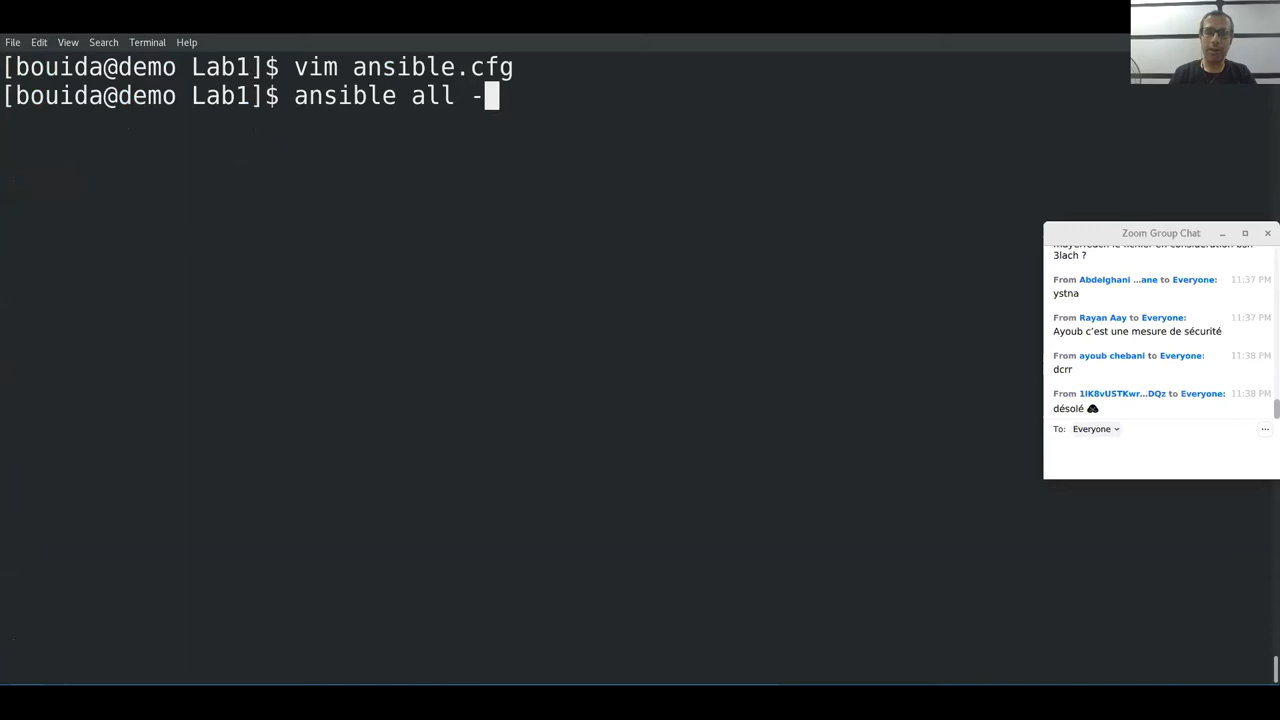 File Edit View Search Terminal Help
[bouida@demo Lab1]$ vim ansible.cfg
[bouida@demo Lab1]$ ansible all -
Zoom Group Chat
3lach ?
From Abdelghani ...ane to Everyone: 11:37 PM
ystna
From Rayan Aay to Everyone: 11:37 PM
Ayoub c'est une mesure de sécurité
From ayoub chebani to Everyone: 11:38 PM
dcrr
From 1lK8vUSTKwr...DQz to Everyone: 11:38 PM
désolé
To: Everyone